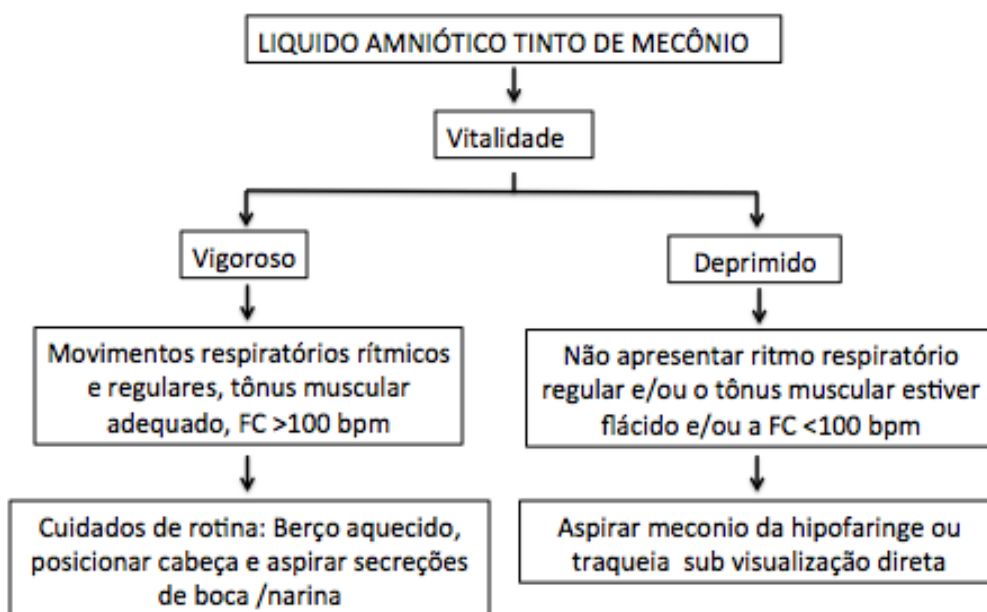 LIQUIDO AMNIÓTICO TINTO DE MECÔNIO
Vitalidade
Vigoroso
Deprimido
Movimentos respiratórios rítmicos
e regulares, tônus muscular
adequado, FC >100 bpm
Não apresentar ritmo respiratório
regular e/ou o tônus muscular estiver
flácido e/ou a FC <100 bpm
Cuidados de rotina: Berço aquecido,
posicionar cabeça e aspirar secreções
de boca /narina
Aspirar meconio da hipofaringe ou
traqueia sub visualização direta